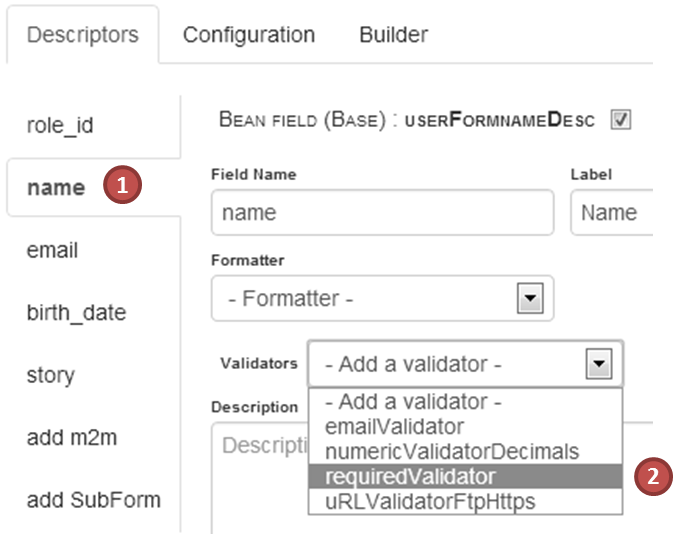 Descriptors Configuration Builder
role_id
name 1
email
birth_date
story
add m2m
add SubForm
Bean field (Base) : userFormnameDesc
Field Name Label
name Name
Formatter
- Formatter -
Validators - Add a validator -
- Add a validator -
emailValidator
numericValidatorDecimals
requiredValidator 2
uRLValidatorFtpHttps
Description
Descripti